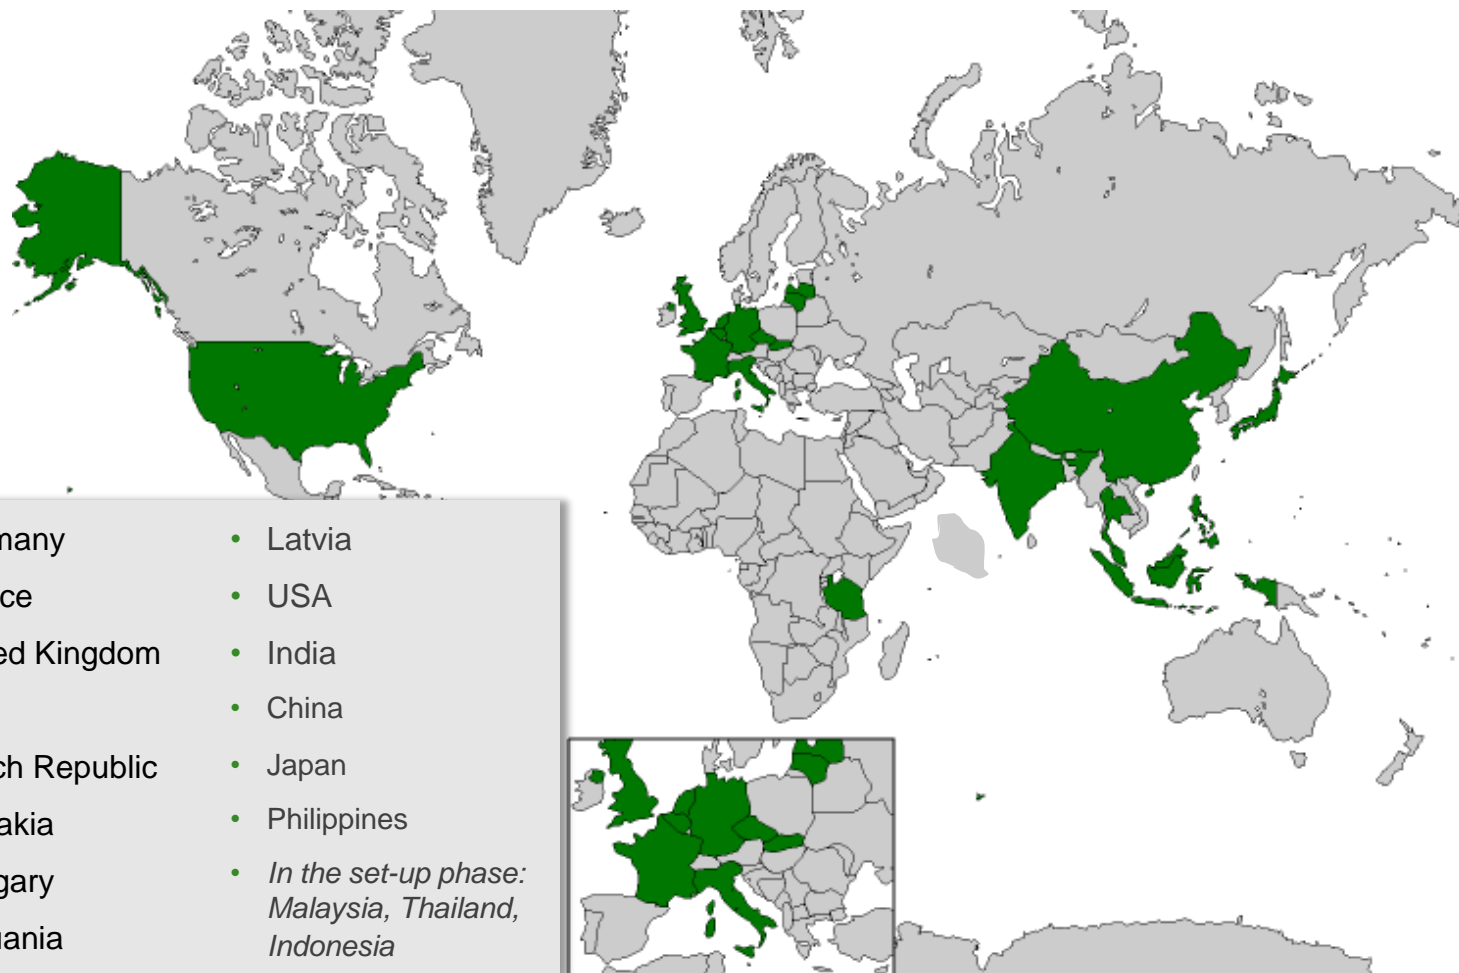 many
ce
ed Kingdom
ch Republic
akia
gary
uania
• Latvia
• USA
• India
• China
• Japan
• Philippines
• In the set-up phase:
Malaysia, Thailand,
Indonesia